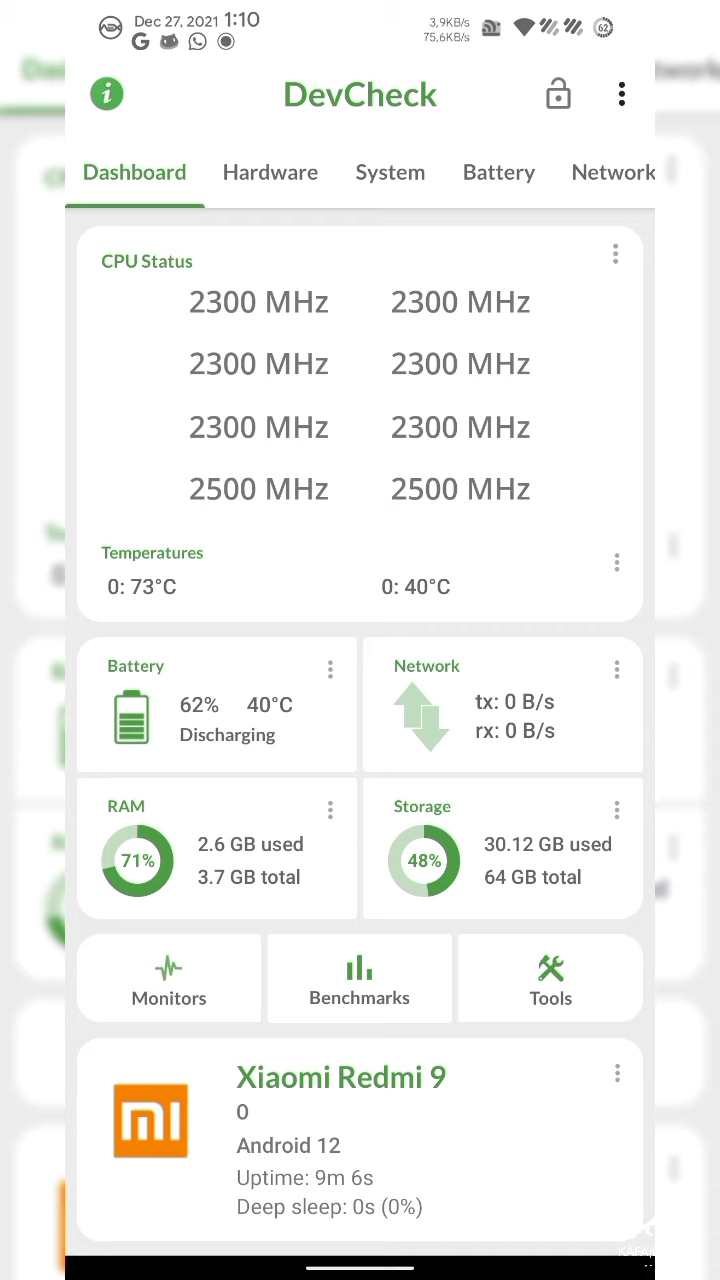 Dec 27, 2021 1:10
3,9KB/s
75,6KB/s
62
DevCheck
Dashboard Hardware System Battery Network
CPU Status
2300 MHz 2300 MHz
2300 MHz 2300 MHz
2300 MHz 2300 MHz
2500 MHz 2500 MHz
Temperatures
0: 73°C 0: 40°C
Battery
62% 40°C
Discharging
Network
tx: 0 B/s
rx: 0 B/s
RAM
71%
2.6 GB used
3.7 GB total
Storage
48%
30.12 GB used
64 GB total
Monitors Benchmarks Tools
Xiaomi Redmi 9
0
Android 12
Uptime: 9m 6s
Deep sleep: 0s (0%)